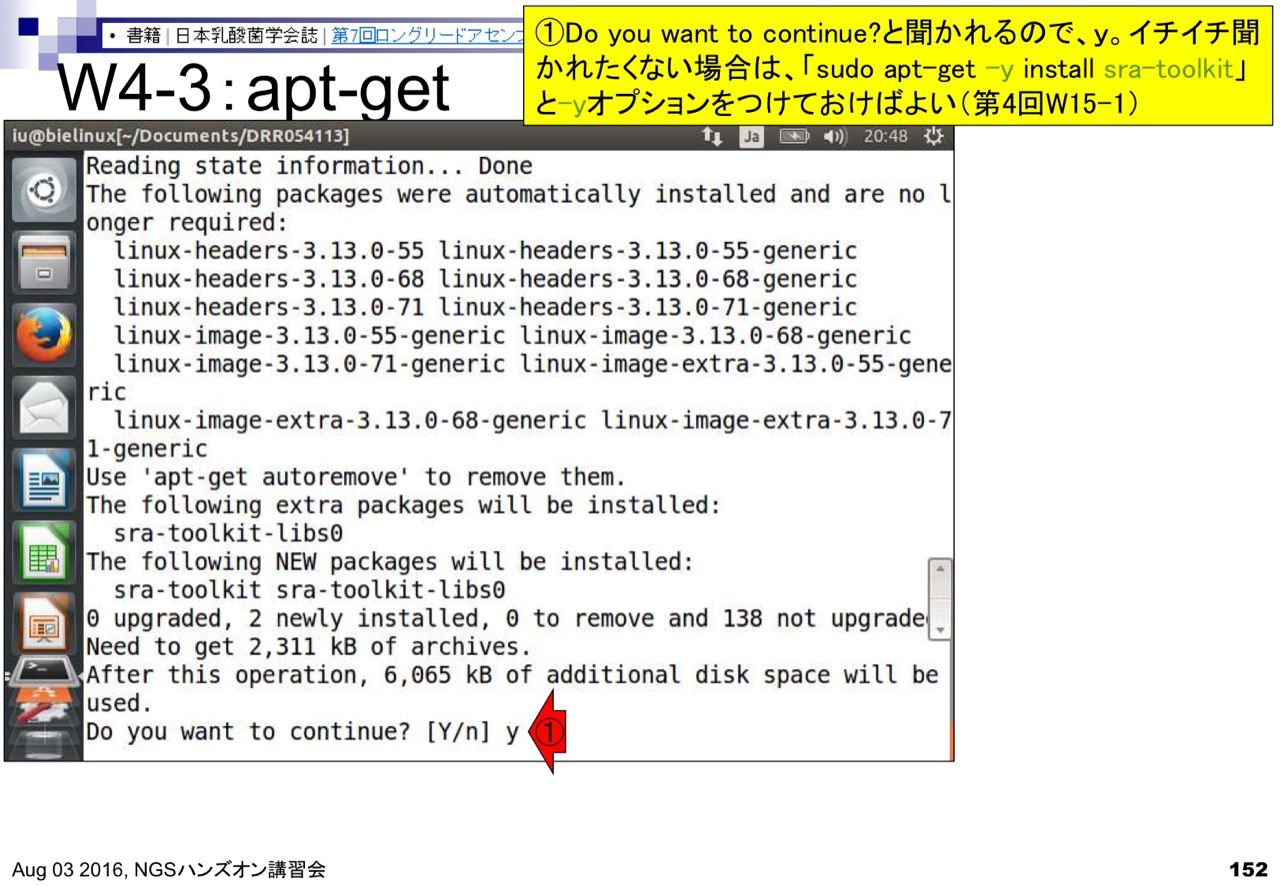 • 書籍 | 日本乳酸菌学会誌 | 第7回ロングリードアセンブ
①Do you want to continue?と聞かれるので、y。イチイチ聞
かれたくない場合は、「sudo apt-get -y install sra-toolkit」
と-yオプションをつけておけばよい（第4回W15-1）
W4-3：apt-get
iu@bielinux[~/Documents/DRR054113]
Ja
20:48
Reading state information... Done
The following packages were automatically installed and are no l
onger required:
linux-headers-3.13.0-55 linux-headers-3.13.0-55-generic
linux-headers-3.13.0-68 linux-headers-3.13.0-68-generic
linux-headers-3.13.0-71 linux-headers-3.13.0-71-generic
linux-image-3.13.0-55-generic linux-image-3.13.0-68-generic
linux-image-3.13.0-71-generic linux-image-extra-3.13.0-55-gene
ric
linux-image-extra-3.13.0-68-generic linux-image-extra-3.13.0-7
1-generic
Use 'apt-get autoremove' to remove them.
The following extra packages will be installed:
sra-toolkit-libs0
The following NEW packages will be installed:
sra-toolkit sra-toolkit-libs0
0 upgraded, 2 newly installed, 0 to remove and 138 not upgrade
Need to get 2,311 kB of archives.
After this operation, 6,065 kB of additional disk space will be
used.
Do you want to continue? [Y/n] y
①
Aug 03 2016, NGSハンズオン講習会
152